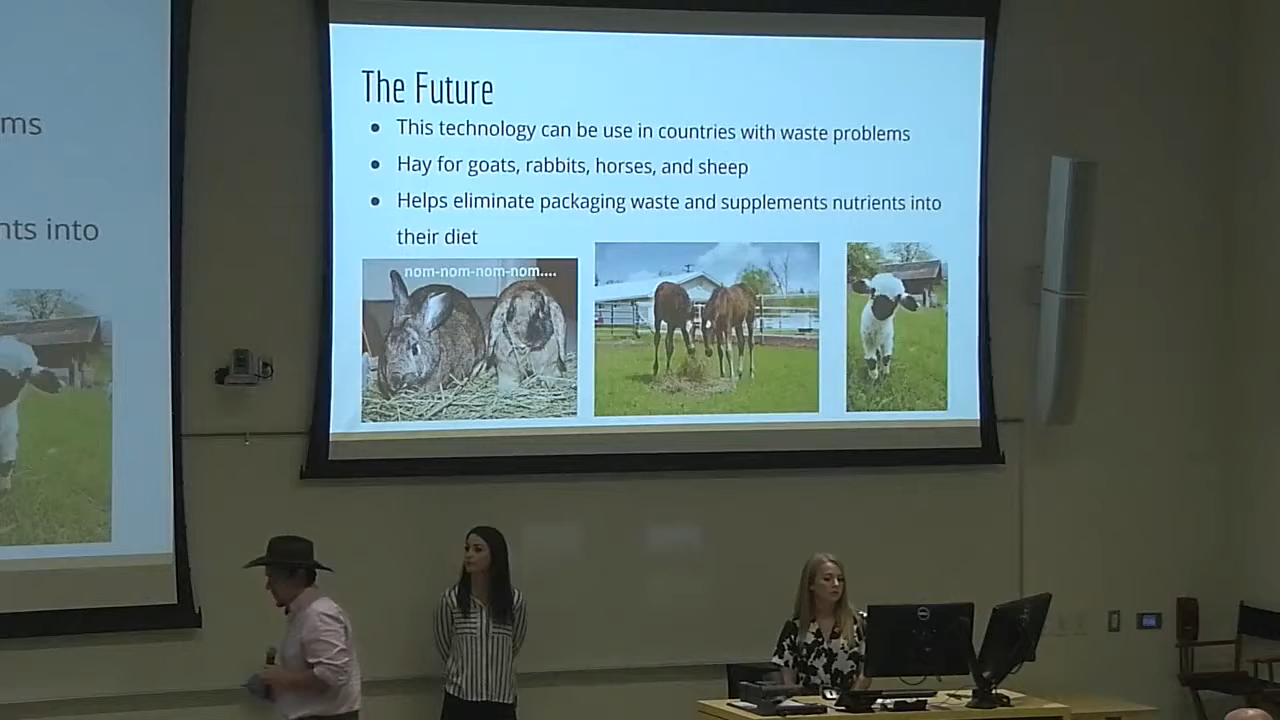 ms
nts into
The Future
This technology can be use in countries with waste problems
Hay for goats, rabbits, horses, and sheep
Helps eliminate packaging waste and supplements nutrients into
their diet
nom-nom-nom-nom....
DELL